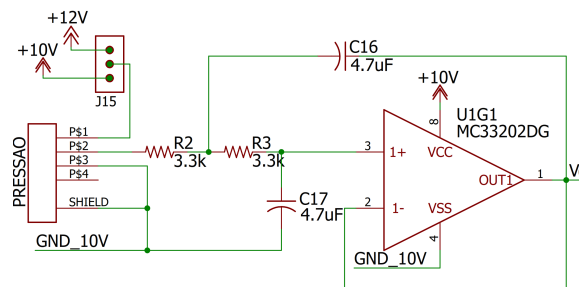 +12V
+10V
J15
C16
4.7uF
+10V
U1G1
MC33202DG
PRESSAO
P$1
P$2
P$3
P$4
SHIELD
R2
3.3k
R3
3.3k
3
1+
8
VCC
OUT1
1
V
C17
4.7uF
2
1-
VSS
4
GND_10V
GND_10V